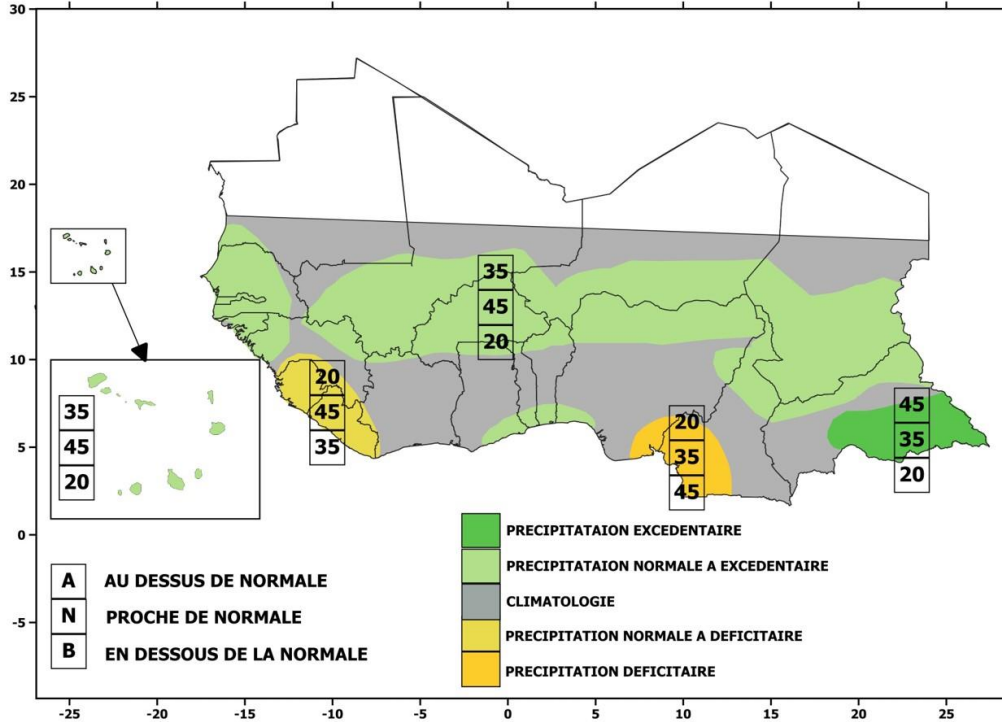 30
25
20
15
10
5
0
-5
35
45
20
35
45
20
20
45
35
20
35
45
45
35
20
A AU DESSUS DE NORMALE
N PROCHE DE NORMALE
B EN DESSOUS DE LA NORMALE
PRECIPITATAION EXCEDENTAIRE
PRECIPITATAION NORMALE A EXCEDENTAIRE
CLIMATOLOGIE
PRECIPITATION NORMALE A DEFICITAIRE
PRECIPITATION DEFICITAIRE
-25 -20 -15 -10 -5 0 5 10 15 20 25